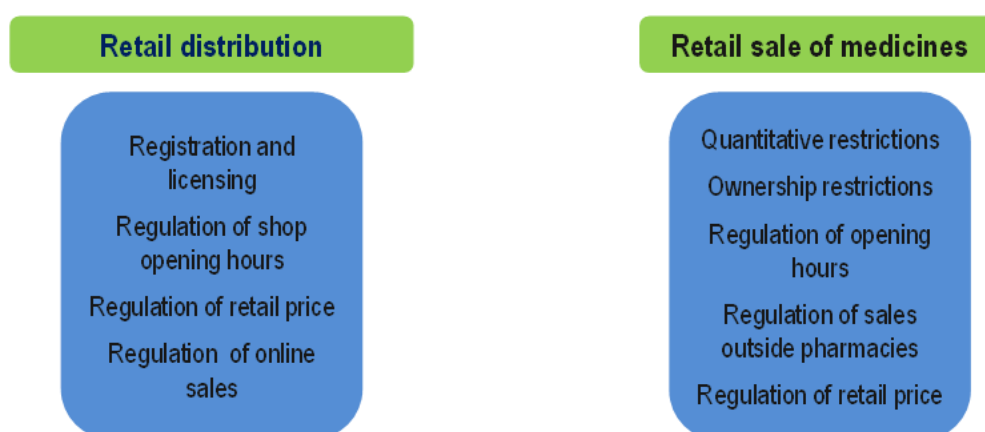 Retail distribution
Registration and
licensing
Regulation of shop
opening hours
Regulation of retail price
Regulation of online
sales
Retail sale of medicines
Quantitative restrictions
Ownership restrictions
Regulation of opening
hours
Regulation of sales
outside pharmacies
Regulation of retail price